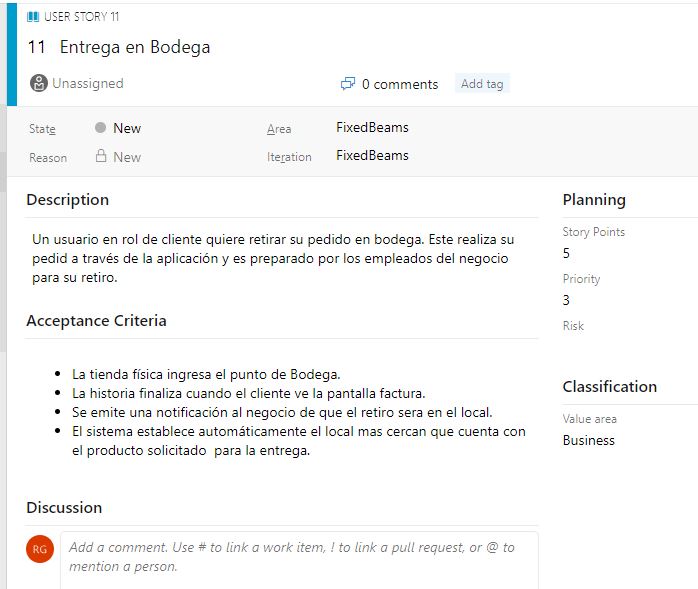 USER STORY 11
11 Entrega en Bodega
Unassigned
0 comments
Add tag
State
New
Area
FixedBeams
Reason
New
Iteration
FixedBeams
Description
Un usuario en rol de cliente quiere retirar su pedido en bodega. Este realiza su
pedid a través de la aplicación y es preparado por los empleados del negocio
para su retiro.
Acceptance Criteria
• La tienda física ingresa el punto de Bodega.
• La historia finaliza cuando el cliente ve la pantalla factura.
• Se emite una notificación al negocio de que el retiro sera en el local.
• El sistema establece automáticamente el local mas cercan que cuenta con
el producto solicitado para la entrega.
Discussion
RG
Add a comment. Use # to link a work item, ! to link a pull request, or @ to
mention a person.
Planning
Story Points
5
Priority
3
Risk
Classification
Value area
Business